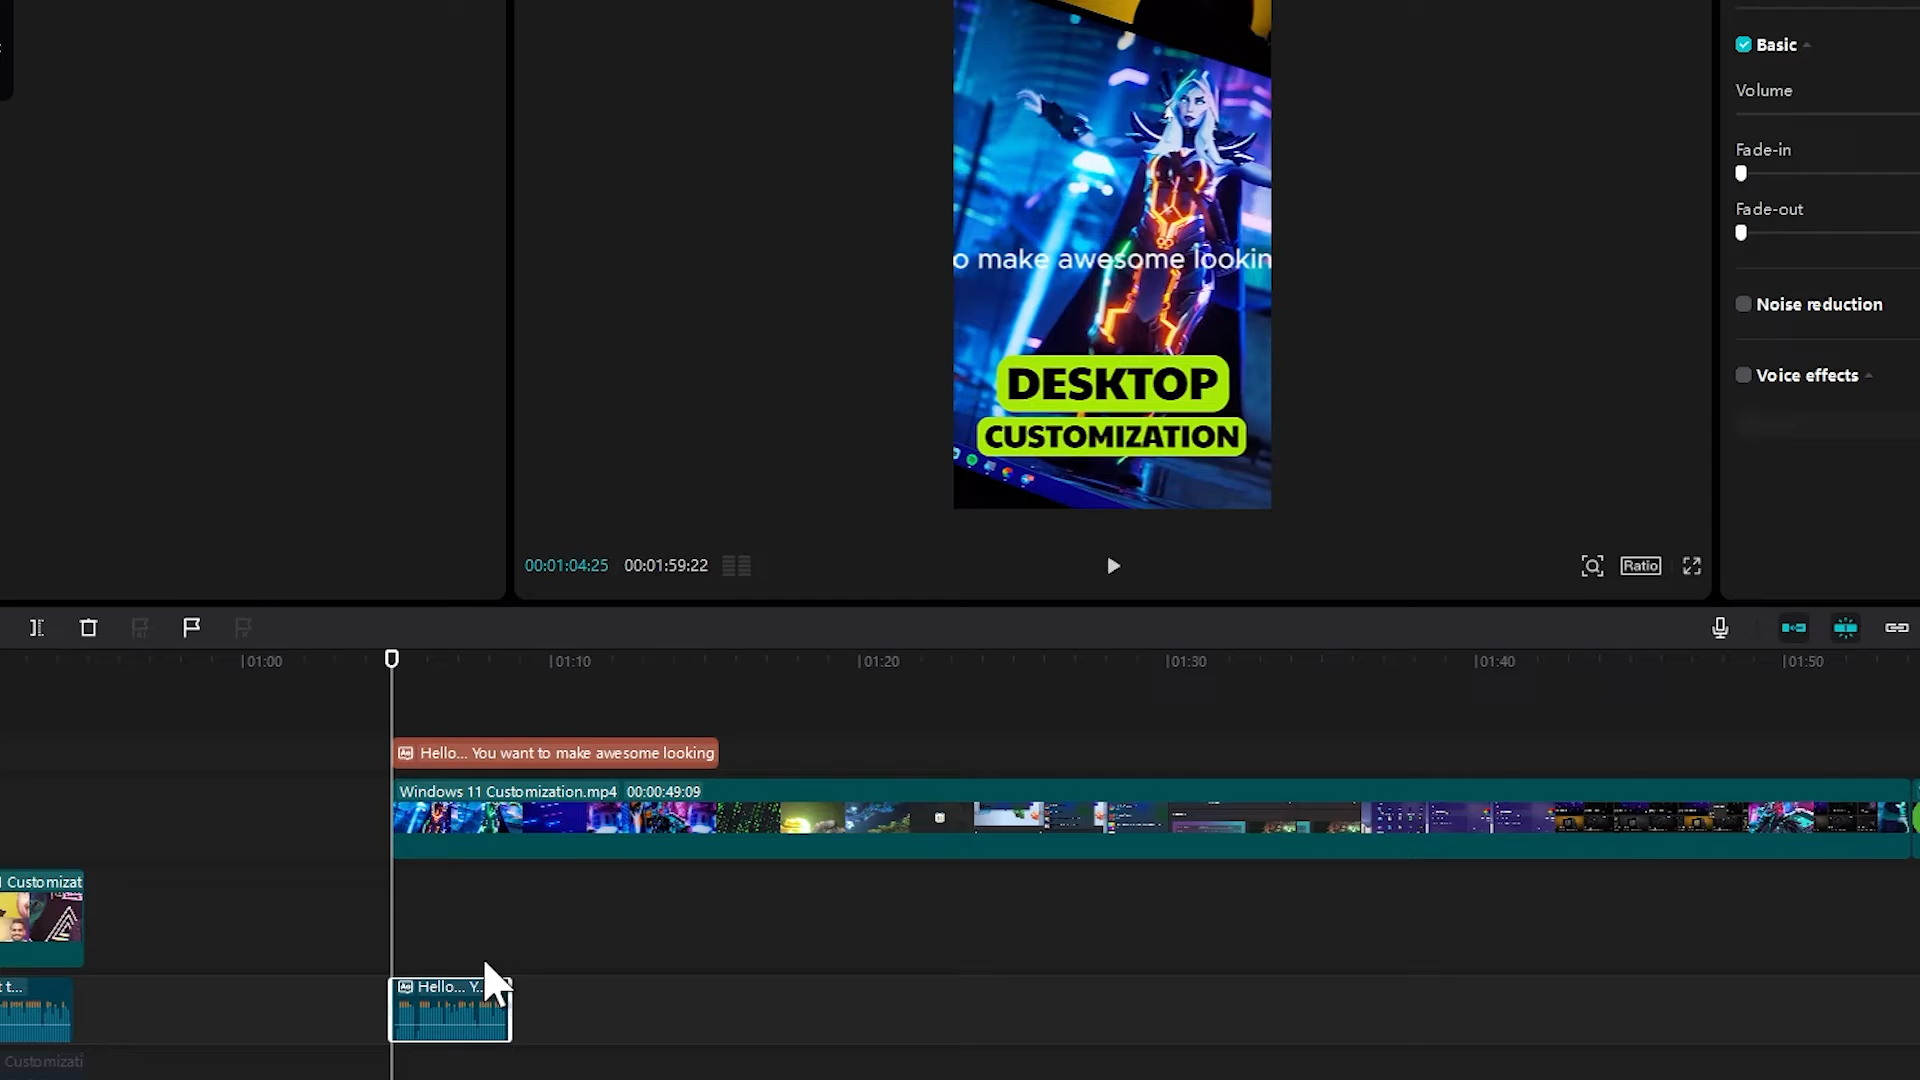 Basic
Volume
Fade-in
Fade-out
o make awesome lookin
Noise reduction
Voice effects
DESKTOP
CUSTOMIZATION
00:01:04:25 00:01:59:22
Ratio
01:00 01:10 01:20 01:30 01:40 01:50
Hello... You want to make awesome looking
Windows 11 Customization.mp4 00:00:49:09
Customizat
t t... Hello... Y...
Customizati